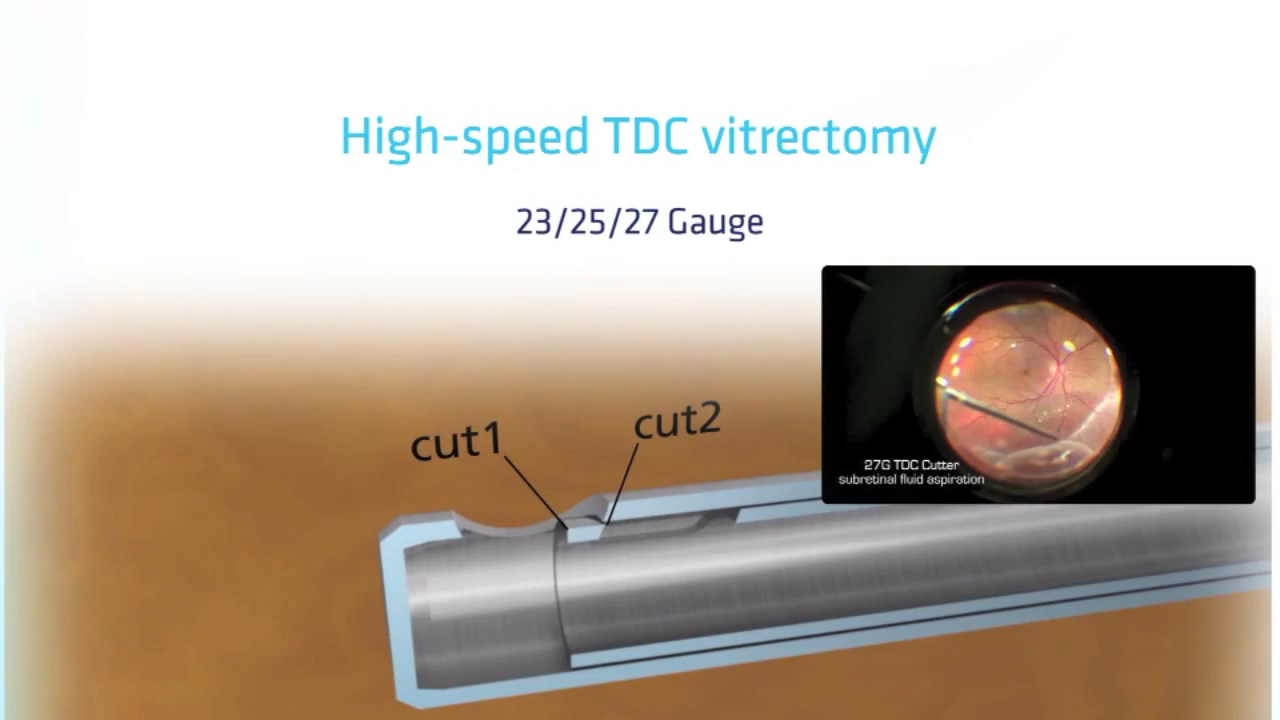 High-speed TDC vitrectomy
23/25/27 Gauge
cut1
cut2
27G TDC Cutter
subretinal fluid aspiration